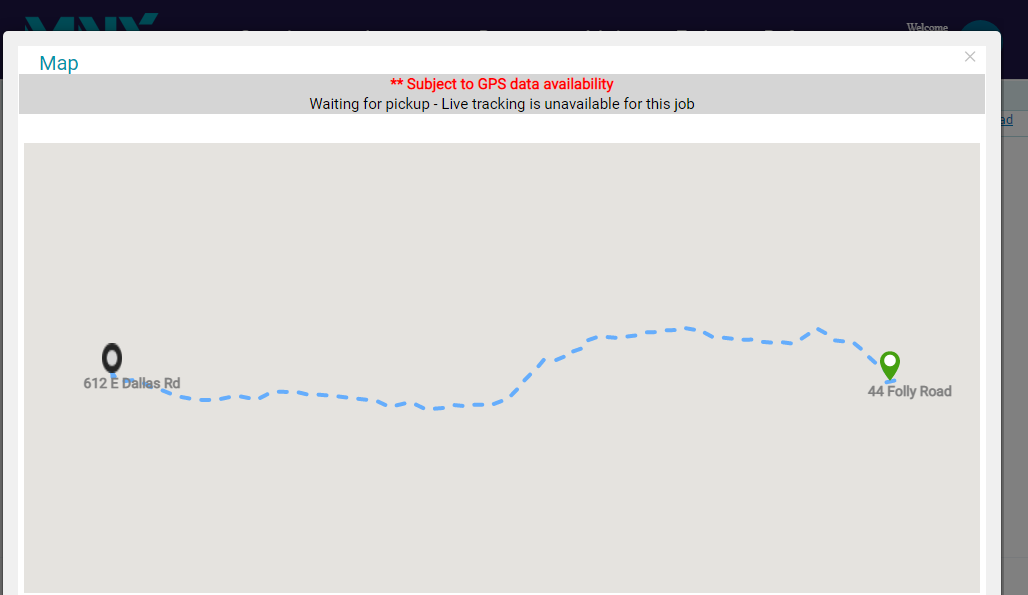 Welcome
Map
** Subject to GPS data availability
Waiting for pickup - Live tracking is unavailable for this job
ad
612 E Dallas Rd
44 Folly Road